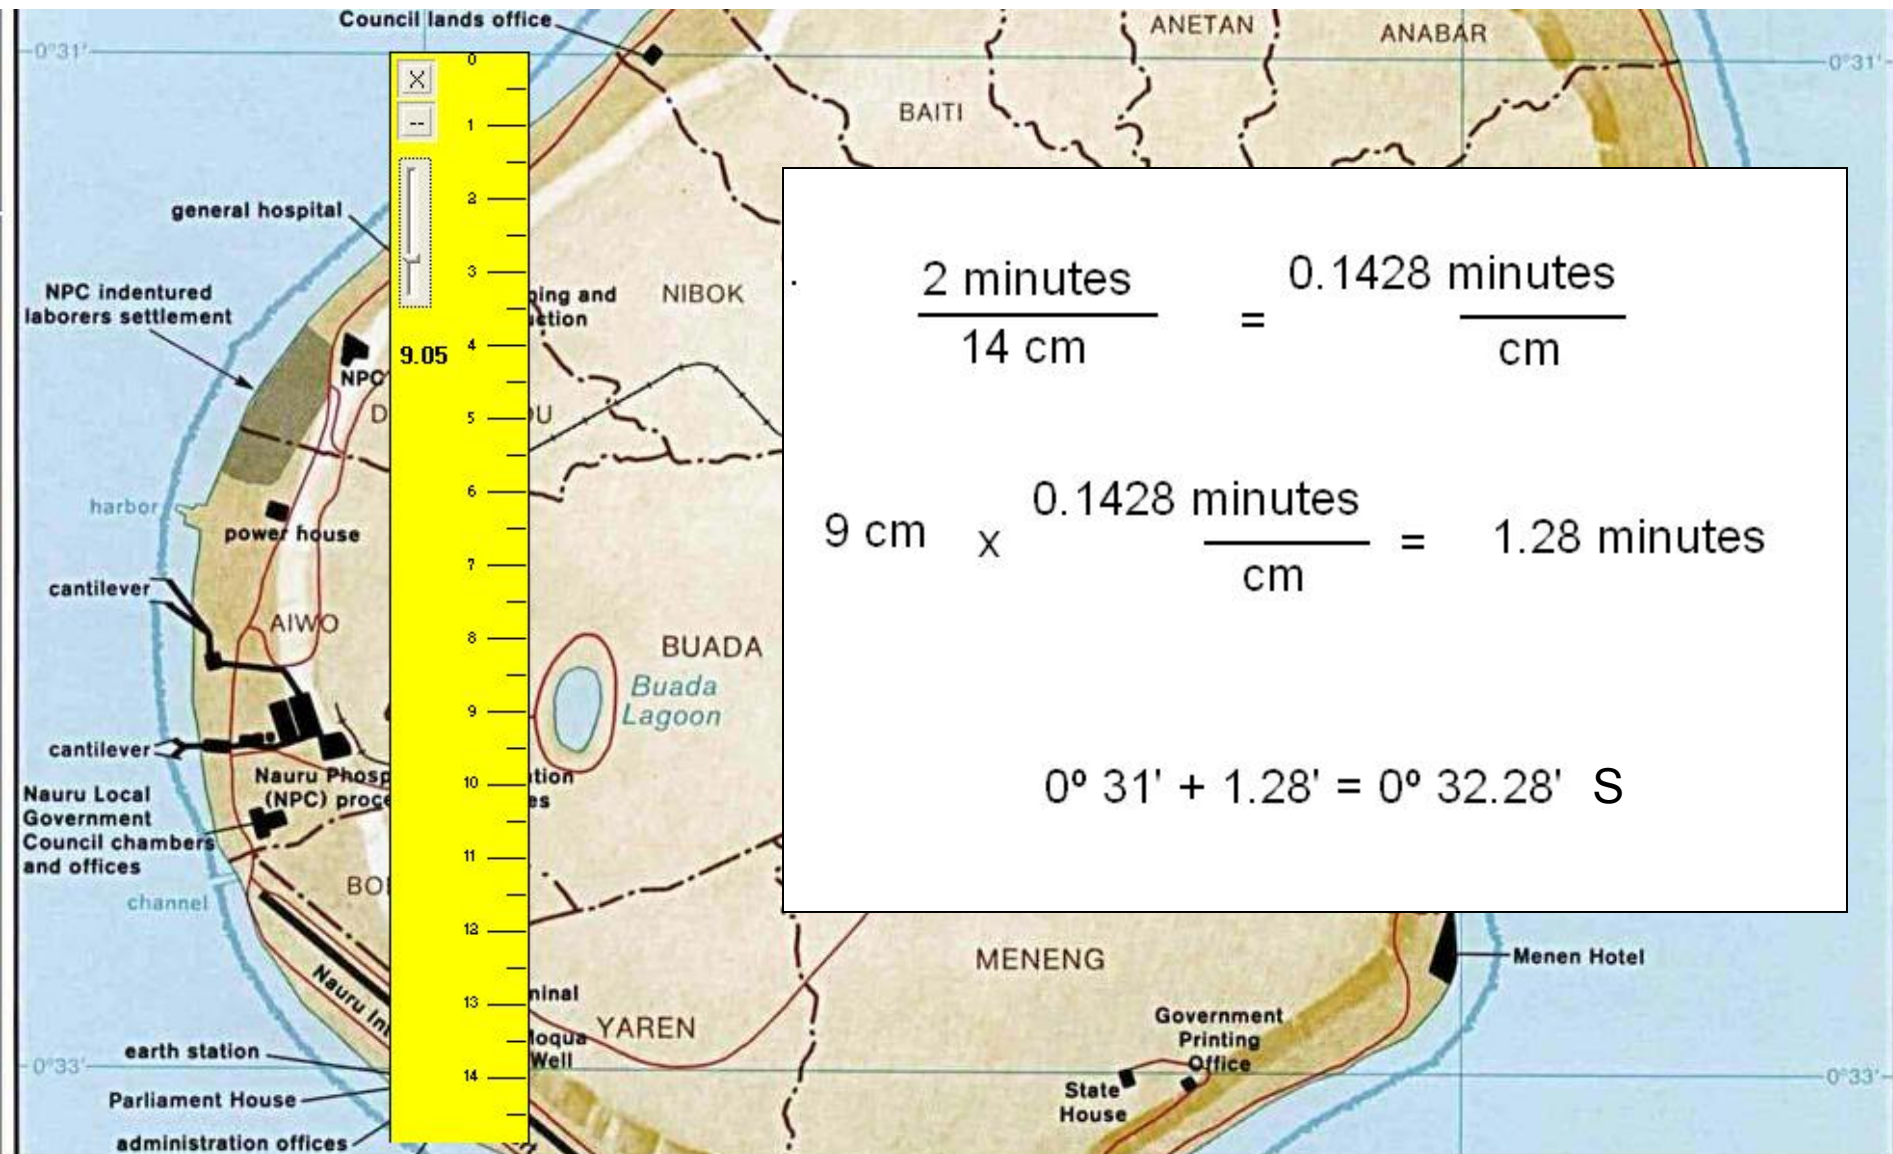 Council lands office
ANETAN
ANABAR
0°31'
0°31'
BAITI
general hospital
NPC indentured
laborers settlement
NIBOK
NPC
harbor
power house
cantilever
AIWO
BUADA
Buada
Lagoon
cantilever
Nauru Local
Government
Council chambers
and offices
channel
Nauru
YAREN
MENENG
Menen Hotel
Government
Printing
Office
State
House
earth station
0°33'
0°33'
Parliament House
administration offices
Well
X
--
9.05
0
1
2
3
4
5
6
7
8
9
10
11
12
13
14
2 minutes
14 cm
=
0.1428 minutes
cm
9 cm x 0.1428 minutes
cm
= 1.28 minutes
0º 31' + 1.28' = 0º 32.28' S